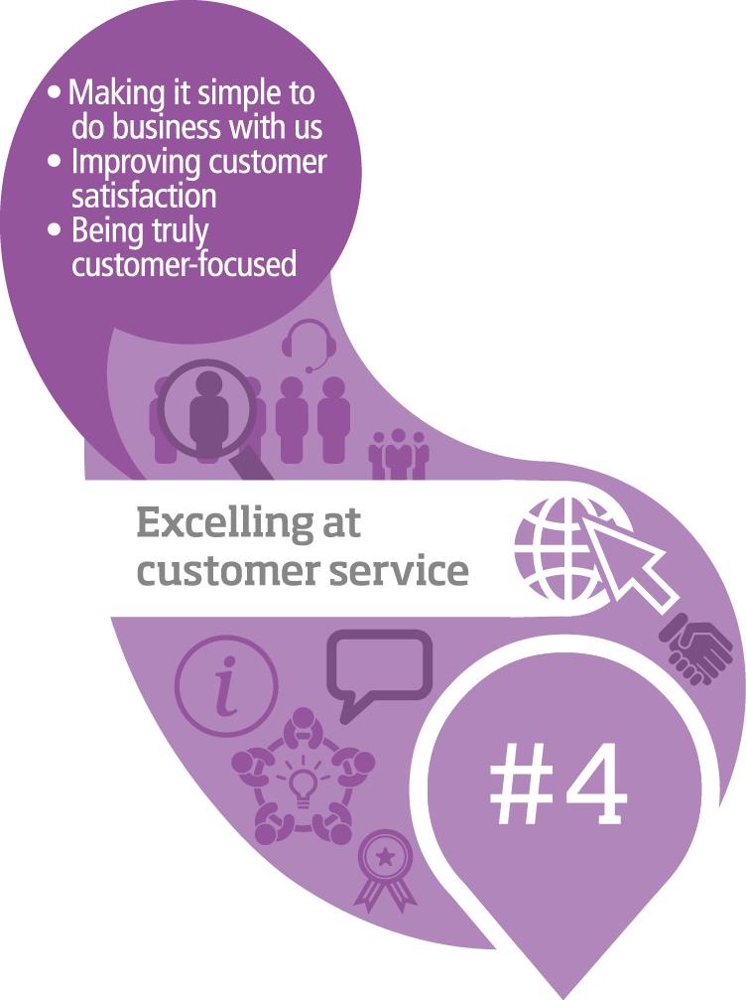 • Making it simple to
do business with us
• Improving customer
satisfaction
• Being truly
customer-focused
Excelling at
customer service
i
#4